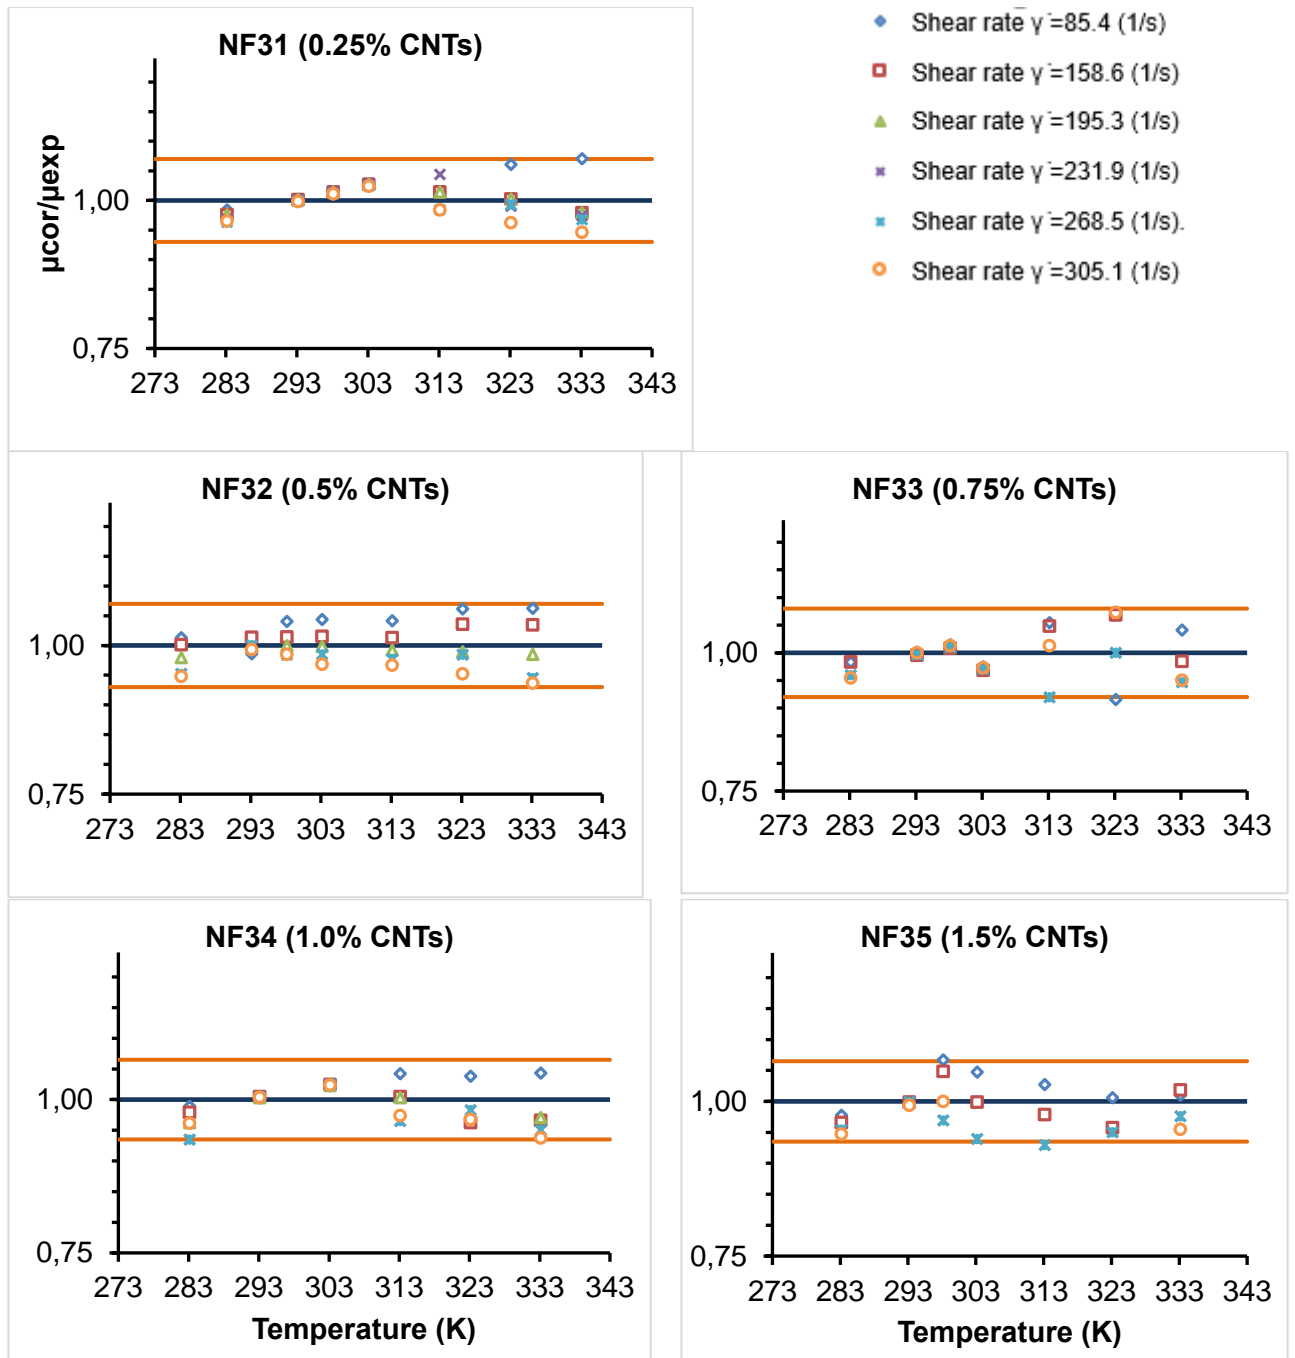 NF31 (0.25% CNTs)
μcor/μexp
1,00
0,75
273 283 293 303 313 323 333 343
Shear rate γ ̄=85.4 (1/s)
Shear rate γ ̄=158.6 (1/s)
Shear rate γ ̄=195.3 (1/s)
Shear rate γ ̄=231.9 (1/s)
Shear rate γ ̄=268.5 (1/s).
Shear rate γ ̄=305.1 (1/s)
NF32 (0.5% CNTs)
1,00
0,75
273 283 293 303 313 323 333 343
NF33 (0.75% CNTs)
1,00
0,75
273 283 293 303 313 323 333 343
NF34 (1.0% CNTs)
1,00
0,75
273 283 293 303 313 323 333 343
Temperature (K)
NF35 (1.5% CNTs)
1,00
0,75
273 283 293 303 313 323 333 343
Temperature (K)